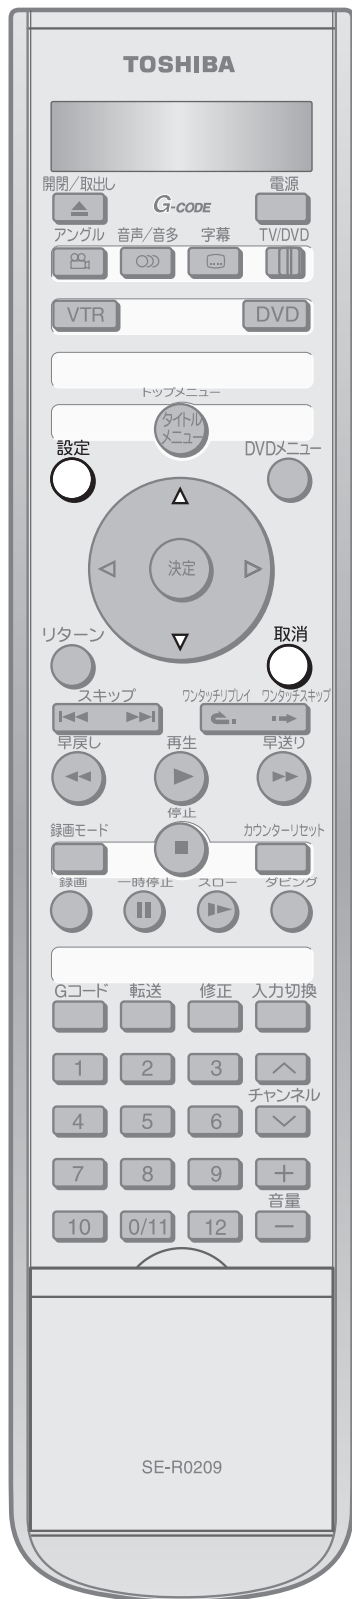 TOSHIBA
開閉/取出し
G-CODE
電源
アングル 音声/音多 字幕 TV/DVD
VTR DVD
トップメニュー
タイトル
メニュー
設定
DVDメニュー
決定
リターン
取消
スキップ ワンタッチリプレイ ワンタッチスキップ
早戻し 再生 早送り
停止
録画モード カウンターリセット
録画 一時停止 スロー ダビング
Gコード 転送 修正 入力切換
1 2 3
チャンネル
4 5 6
7 8 9 +
音量
10 0/11 12 −
SE-R0209